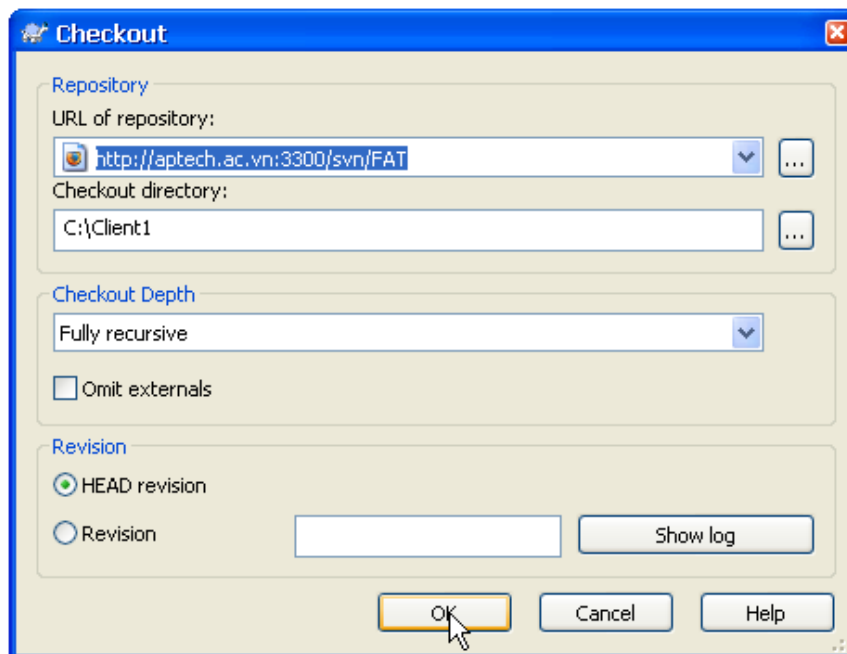 Checkout
Repository
URL of repository:
http://aptech.ac.vn:3300/svn/FAT
...
Checkout directory:
C:\Client1
...
Checkout Depth
Fully recursive
Omit externals
Revision
HEAD revision
Revision
Show log
OK
Cancel
Help